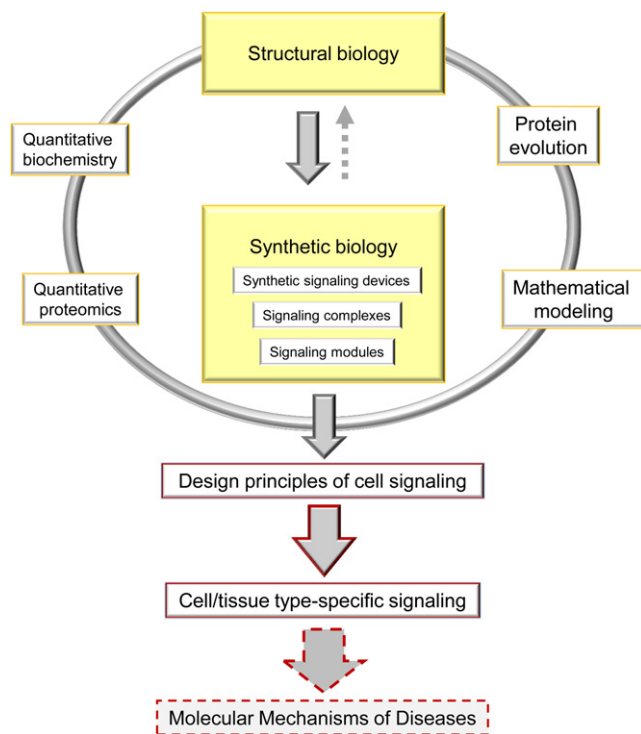 Structural biology
Quantitative
biochemistry
Protein
evolution
Synthetic biology
Synthetic signaling devices
Signaling complexes
Signaling modules
Quantitative
proteomics
Mathematical
modeling
Design principles of cell signaling
Cell/tissue type-specific signaling
Molecular Mechanisms of Diseases